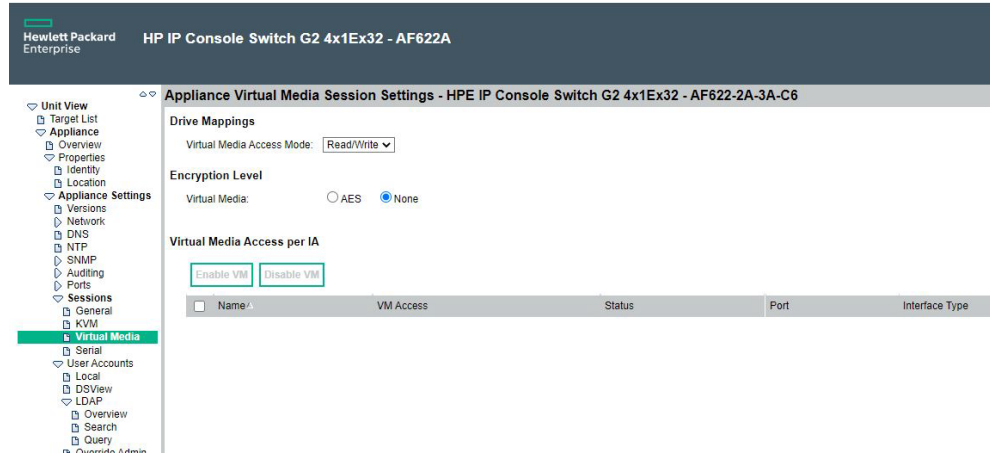 Hewlett Packard
Enterprise
HP IP Console Switch G2 4x1Ex32 - AF622A
Unit View
Target List
Appliance
Overview
Properties
Identity
Location
Appliance Settings
Versions
Network
DNS
NTP
SNMP
Auditing
Ports
Sessions
General
KVM
Virtual Media
Serial
User Accounts
Local
DSView
LDAP
Overview
Search
Query
Override Admin
Appliance Virtual Media Session Settings - HPE IP Console Switch G2 4x1Ex32 - AF622-2A-3A-C6
Drive Mappings
Virtual Media Access Mode: Read/Write
Encryption Level
Virtual Media: AES None
Virtual Media Access per IA
Enable VM Disable VM
Name VM Access Status Port Interface Type